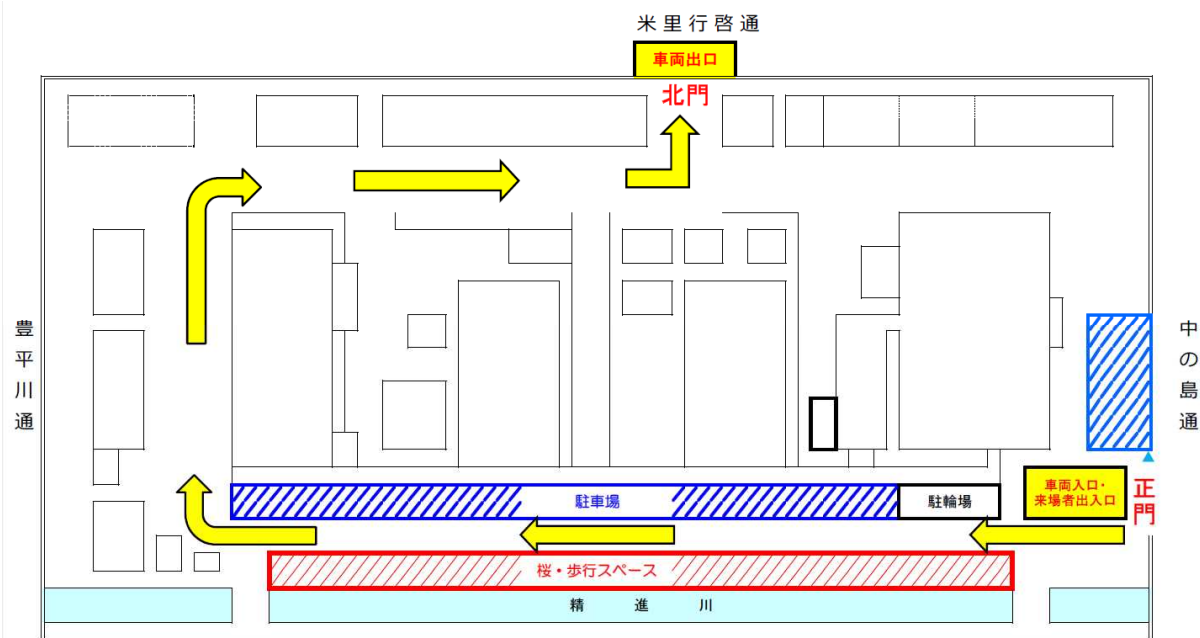 米里行啓通
車両出口
北門
豊平川通
中の島通
車両入口・
来場者出入口
正門
駐車場
駐輪場
桜・歩行スペース
精進川